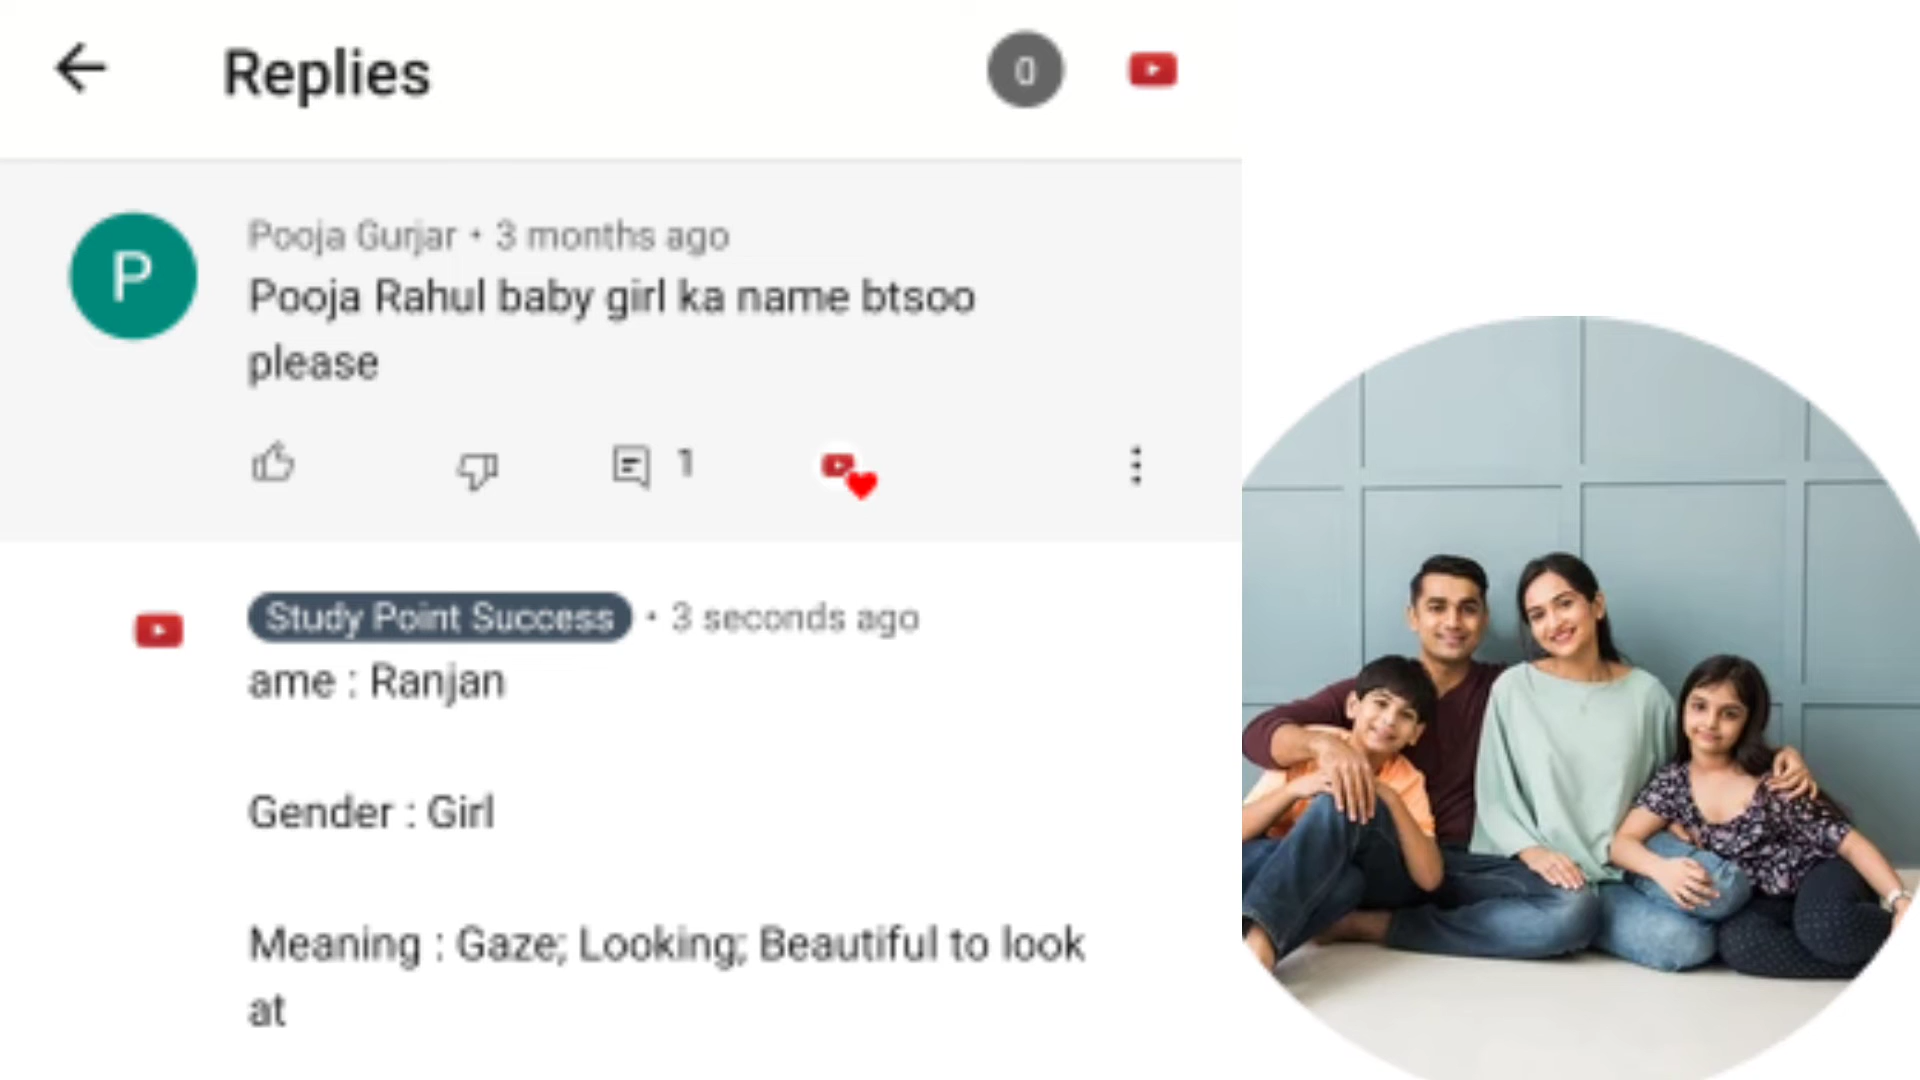 Replies
0
P
Pooja Gurjar • 3 months ago
Pooja Rahul baby girl ka name btsoo
please
1
Study Point Success • 3 seconds ago
ame : Ranjan
Gender : Girl
Meaning : Gaze; Looking; Beautiful to look
at